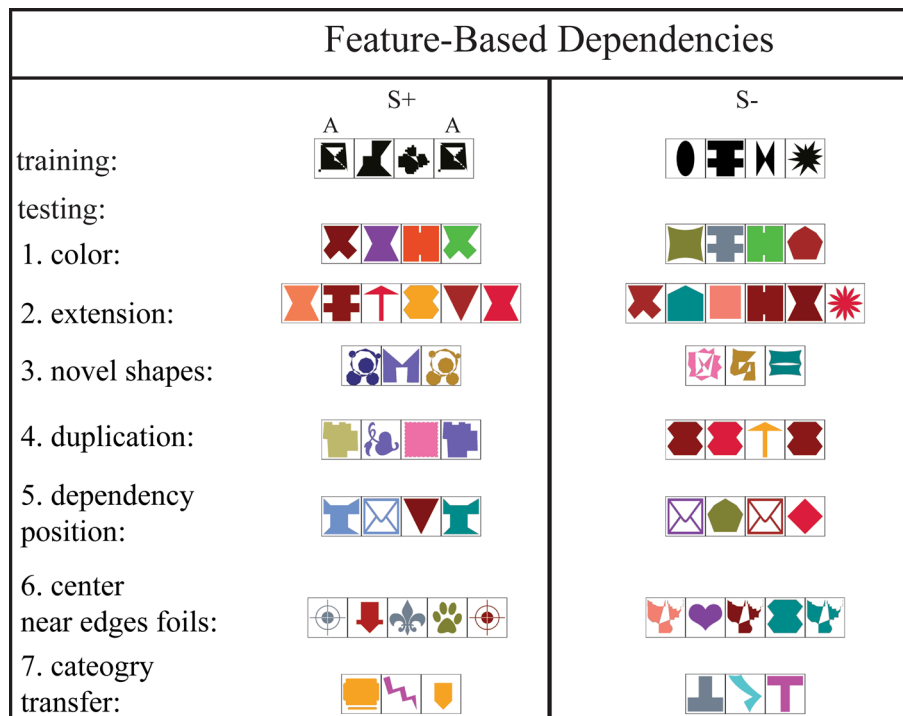 Feature-Based Dependencies
S+ S-
A A
training:
testing:
1. color:
2. extension:
3. novel shapes:
4. duplication:
5. dependency
position:
6. center
near edges foils:
7. cateogry
transfer: